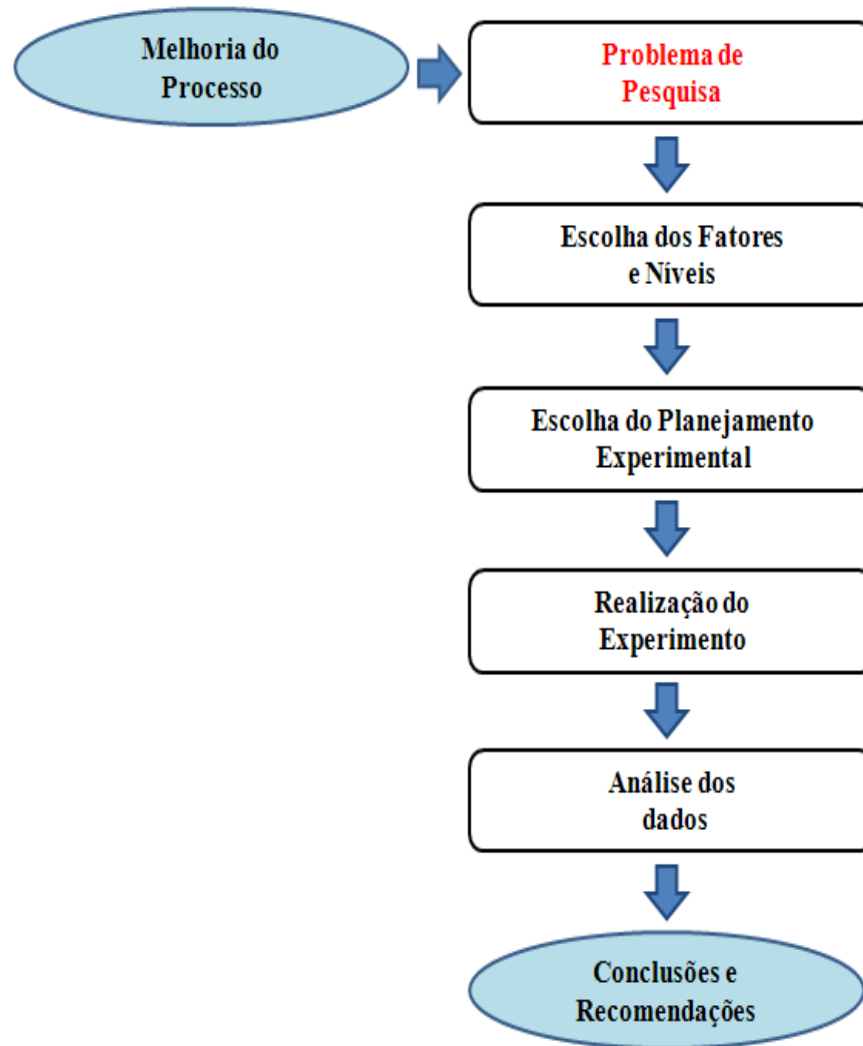 Melhoria do
Processo
Problema de
Pesquisa
Escolha dos Fatores
e Níveis
Escolha do Planejamento
Experimental
Realização do
Experimento
Análise dos
dados
Conclusões e
Recomendações